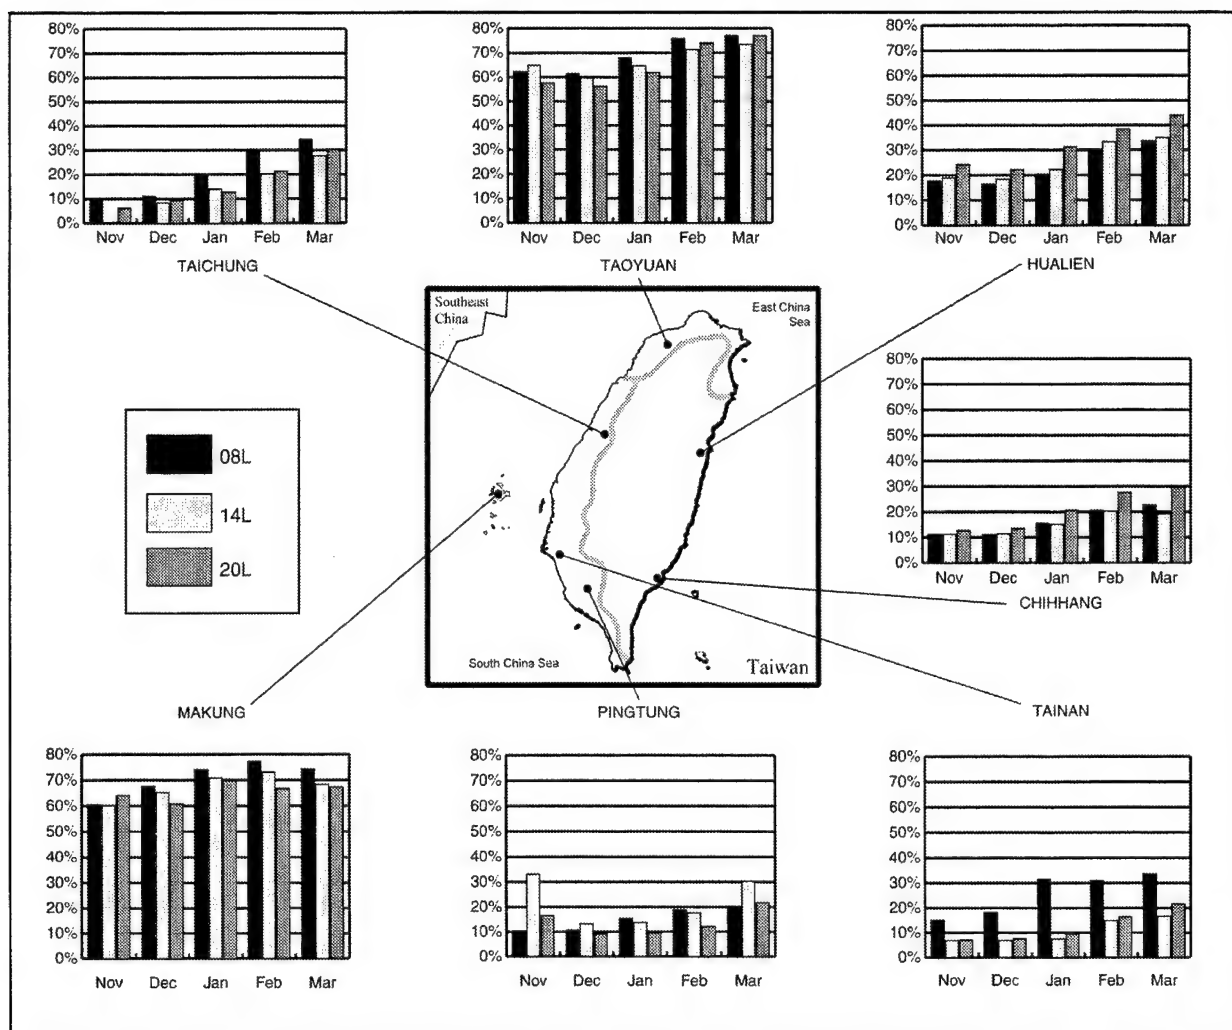 80%
70%
60%
50%
40%
30%
20%
10%
0%
Nov Dec Jan Feb Mar
TAICHUNG
80%
70%
60%
50%
40%
30%
20%
10%
0%
Nov Dec Jan Feb Mar
TAOYUAN
80%
70%
60%
50%
40%
30%
20%
10%
0%
Nov Dec Jan Feb Mar
HUALIEN
08L
14L
20L
Southeast
China
East China
Sea
South China Sea
Taiwan
80%
70%
60%
50%
40%
30%
20%
10%
0%
Nov Dec Jan Feb Mar
CHIHHANG
MAKUNG
80%
70%
60%
50%
40%
30%
20%
10%
0%
Nov Dec Jan Feb Mar
PINGTUNG
80%
70%
60%
50%
40%
30%
20%
10%
0%
Nov Dec Jan Feb Mar
TAINAN
80%
70%
60%
50%
40%
30%
20%
10%
0%
Nov Dec Jan Feb Mar